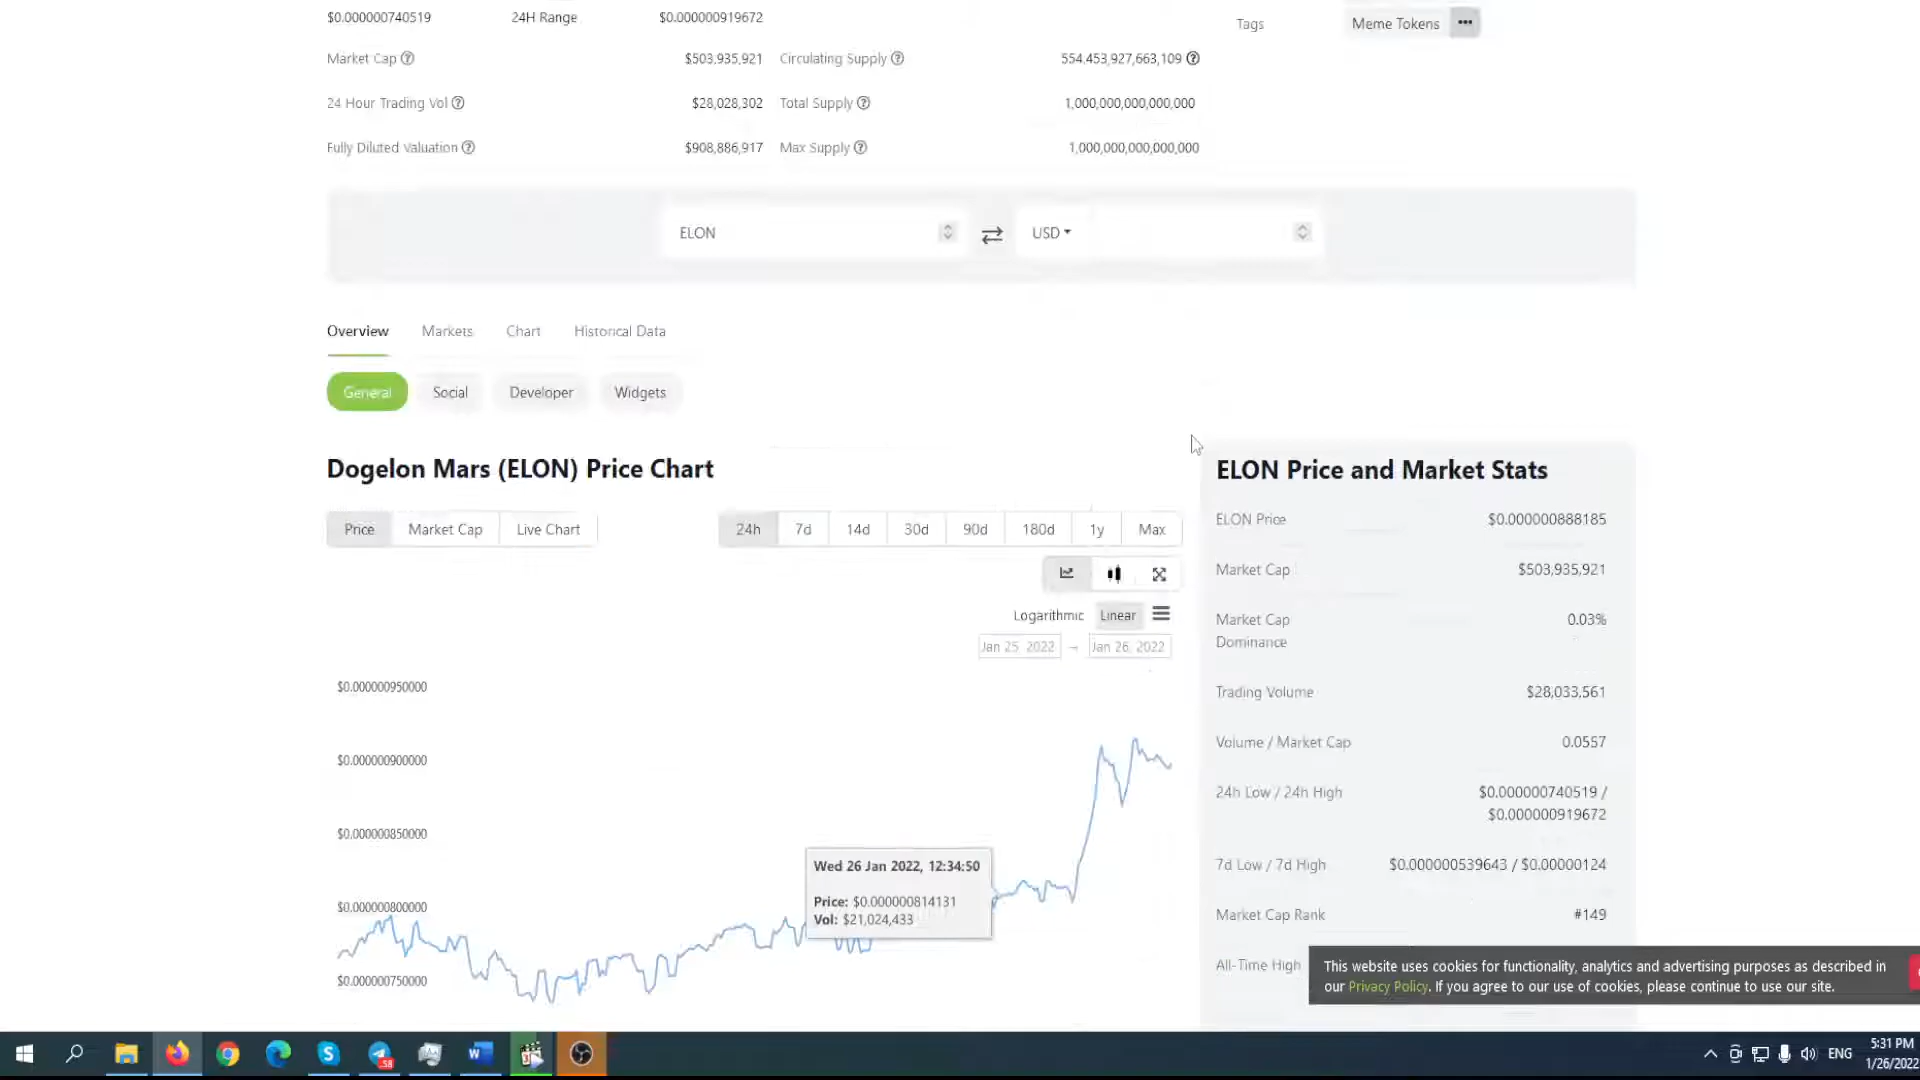 $0.000000740519 24H Range $0.000000919672
Tags Meme Tokens •••
Market Cap $503,935,921 Circulating Supply 554,453,927,663,109
24 Hour Trading Vol $28,028,302 Total Supply 1,000,000,000,000,000
Fully Diluted Valuation $908,886,917 Max Supply 1,000,000,000,000,000
ELON USD
Overview Markets Chart Historical Data
General Social Developer Widgets
Dogelon Mars (ELON) Price Chart
Price Market Cap Live Chart 24h 7d 14d 30d 90d 180d 1y Max
Logarithmic Linear
Jan 25, 2022 → Jan 26, 2022
$0.000000950000
$0.000000900000
$0.000000850000
$0.000000800000
$0.000000750000
Wed 26 Jan 2022, 12:34:50
Price: $0.000000814131
Vol: $21,024,433
ELON Price and Market Stats
ELON Price $0.000000888185
Market Cap $503,935,921
Market Cap
Dominance 0.03%
Trading Volume $28,033,561
Volume / Market Cap 0.0557
24h Low / 24h High $0.000000740519 /
$0.000000919672
7d Low / 7d High $0.000000539643 / $0.00000124
Market Cap Rank #149
All-Time High
This website uses cookies for functionality, analytics and advertising purposes as described in
our Privacy Policy. If you agree to our use of cookies, please continue to use our site.
58
ENG
5:31 PM
1/26/2022